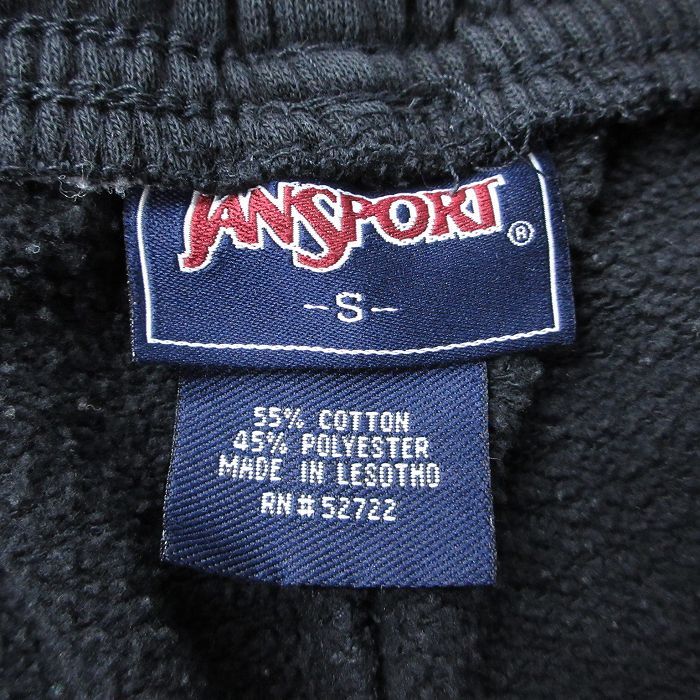 JANSPORT®
-S-
55% COTTON
45% POLYESTER
MADE IN LESOTHO
RN#52722